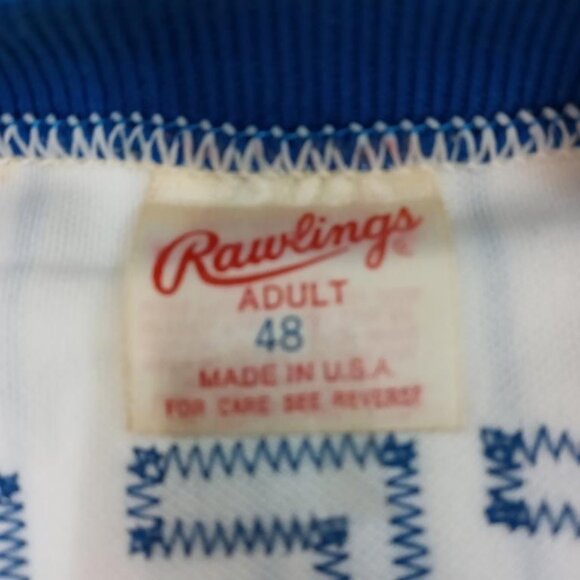 Rawlings®
ADULT
48
MADE IN U.S.A
FOR CARE SEE REVERSE